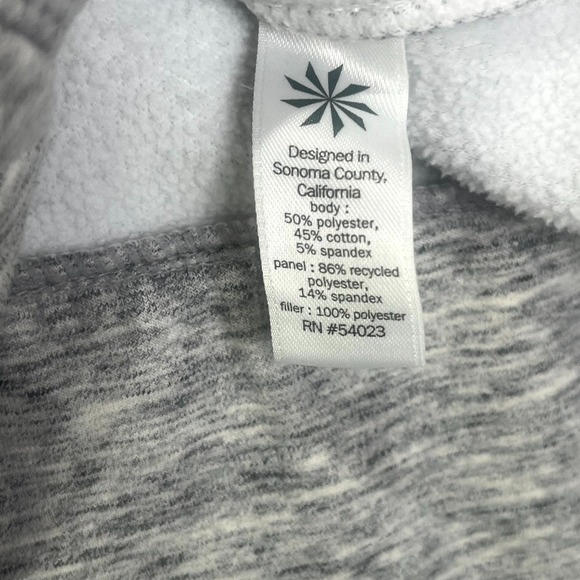 Designed in
Sonoma County,
California
body :
50% polyester,
45% cotton,
5% spandex
panel : 86% recycled
polyester,
14% spandex
filler : 100% polyester
RN #54023